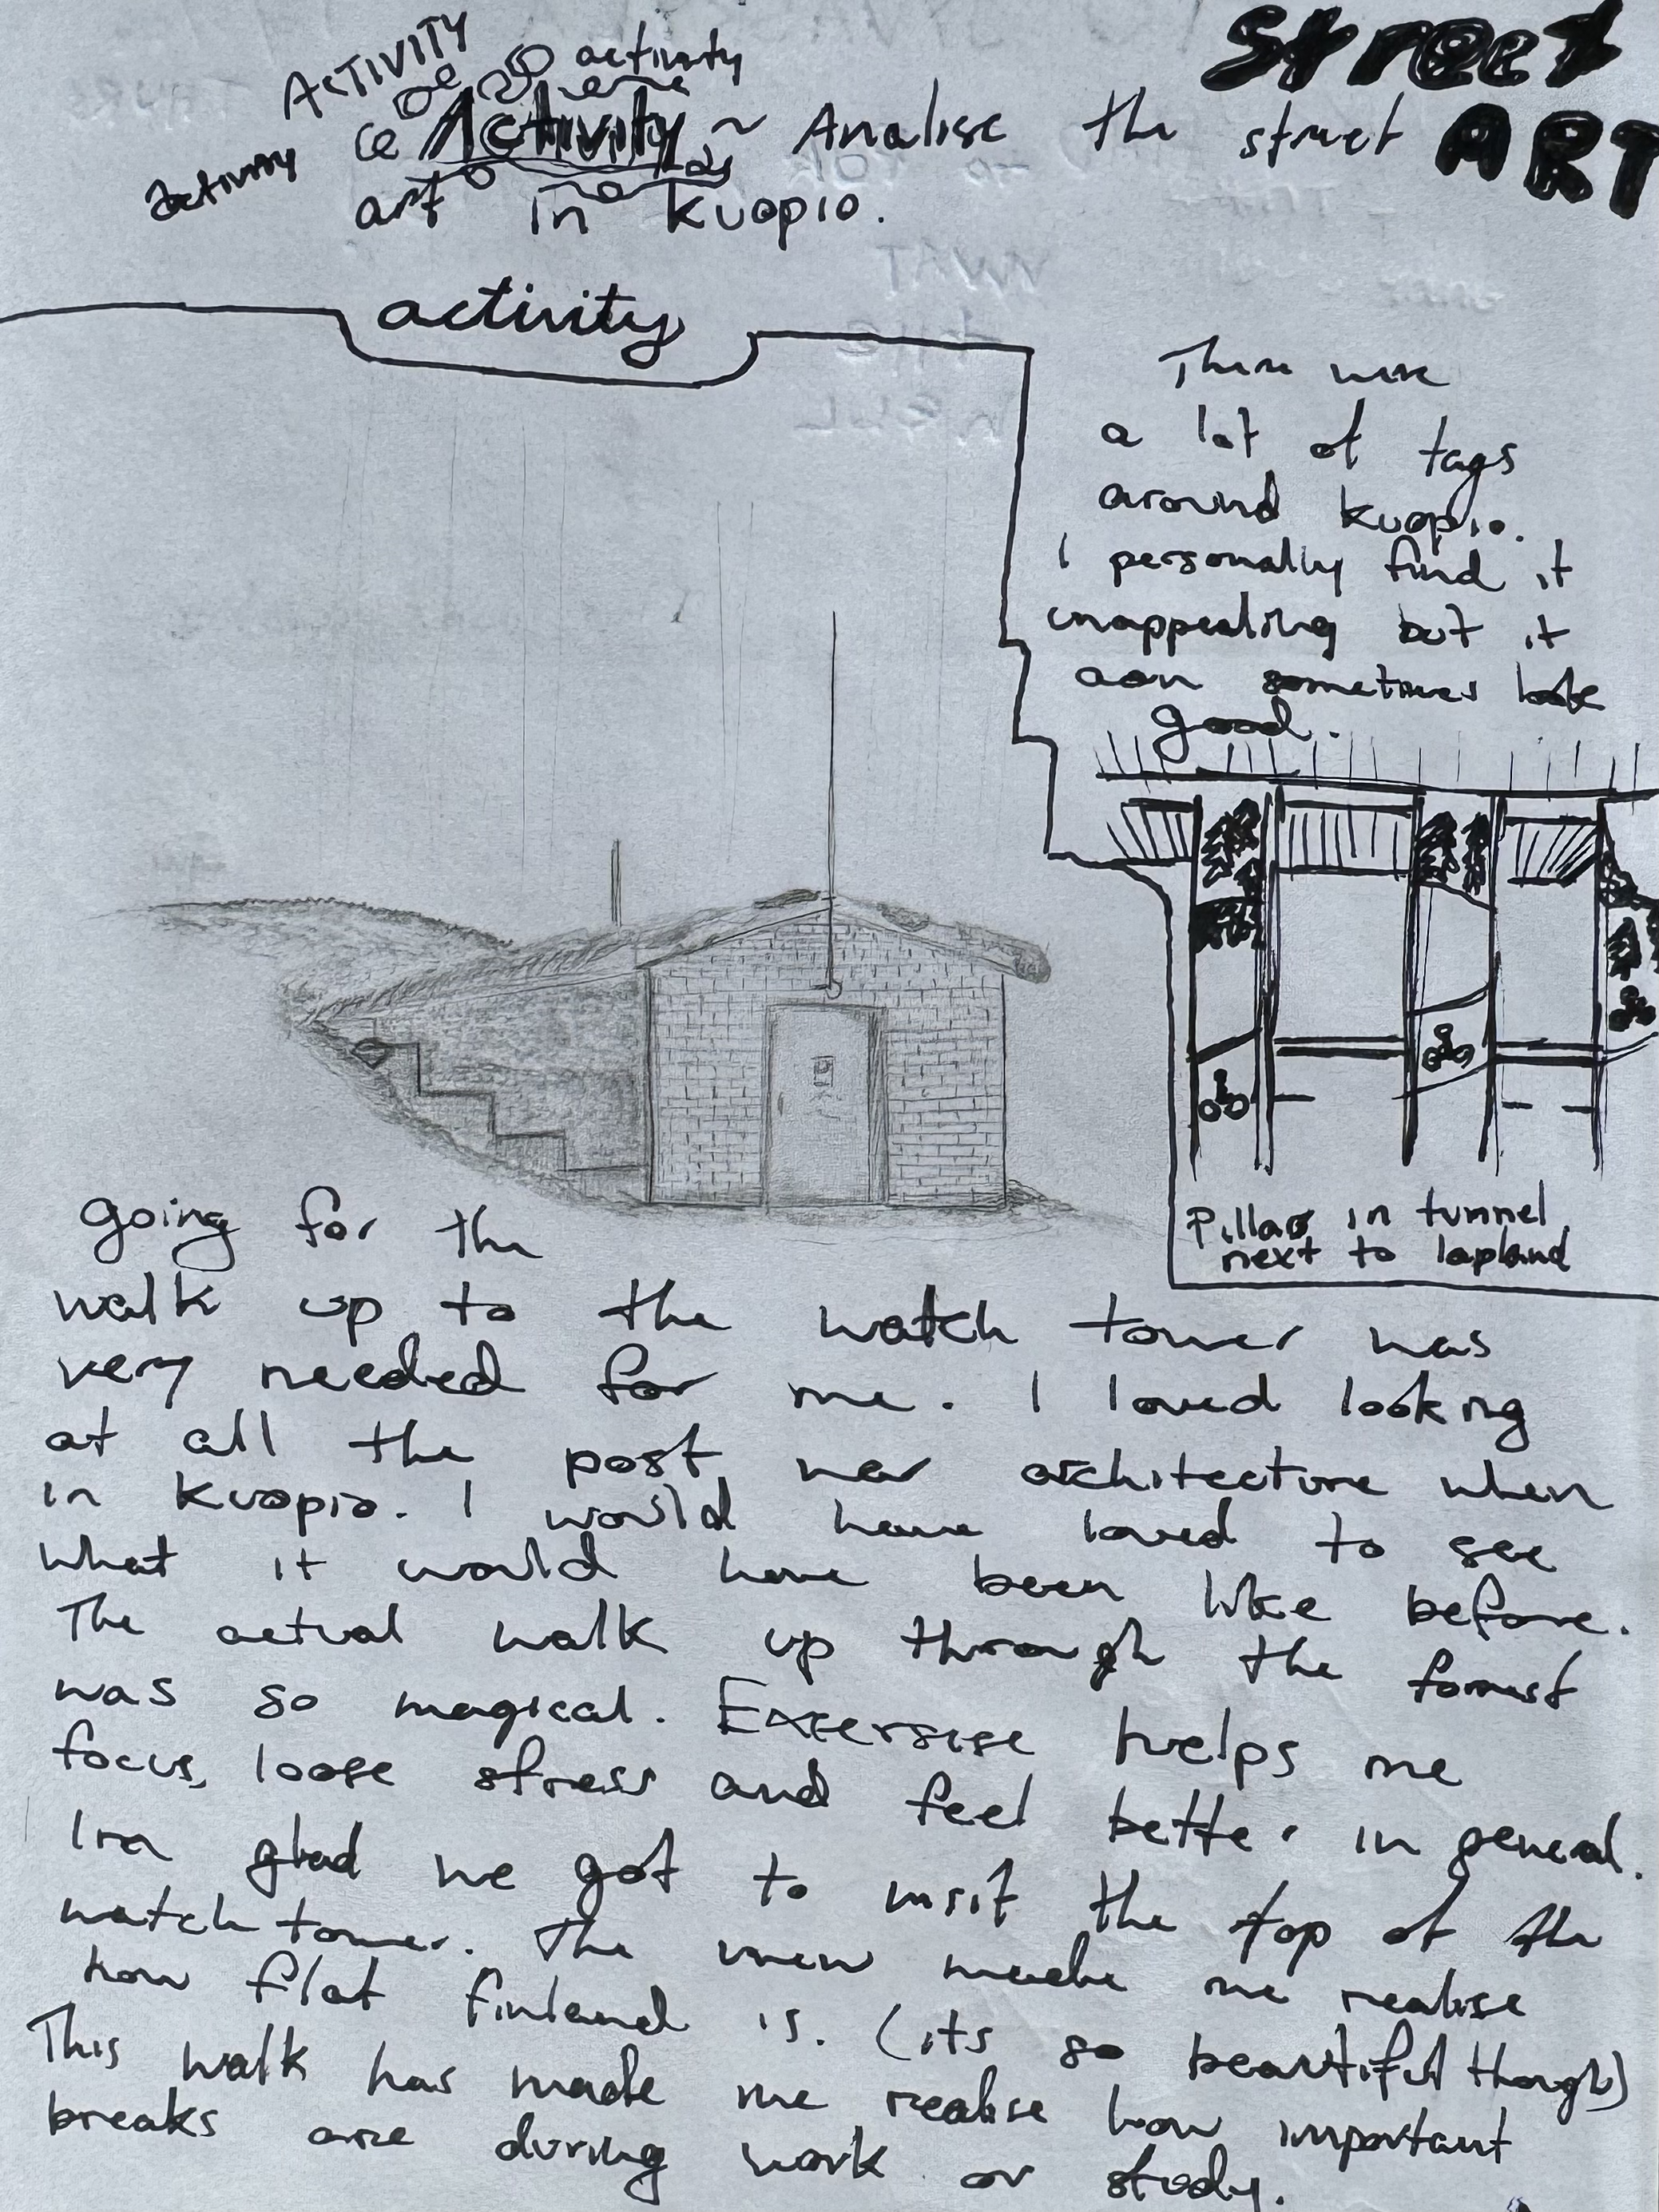 Street
ART
ACTIVITY
activity
activity
Activity ~ Analise the street
art in Kuopio.
activity
There were
a lot of tags
around Kuopio.
I personally find it
unappealing but it
can sometimes look
good.
Pillars in tunnel
next to lapland
going for the
walk up to the watch tower was
very needed for me. I loved looking
at all the post war architecture when
in Kuopio. I would have loved to see
what it would have been like before.
The actual walk up through the forrest
was so magical. Excersise helps me
focus, loose stress and feel better in general.
Im glad we got to visit the top of the
watch tower. The view made me realise
how flat finland is. (its so beautiful though)
This walk has made me realise how important
breaks are during work or study.